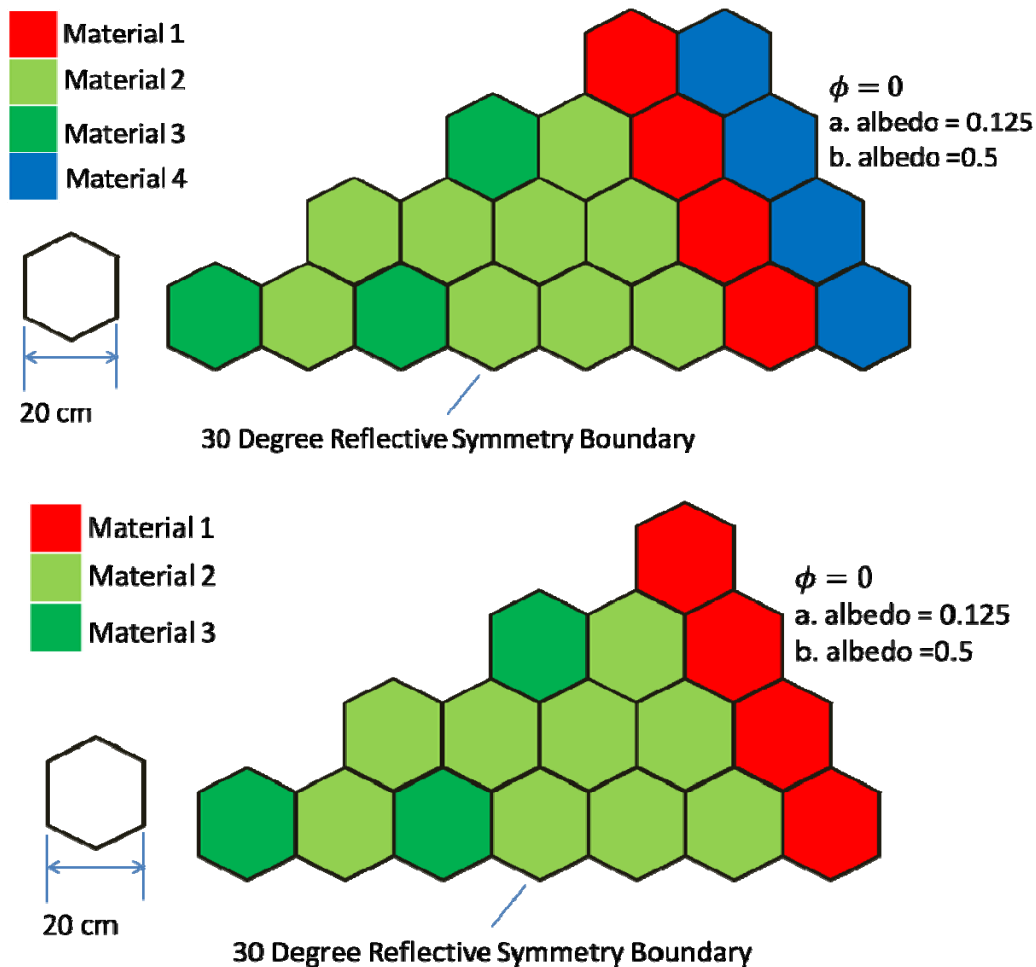 Material 1
Material 2
Material 3
Material 4
ϕ = 0
a. albedo = 0.125
b. albedo =0.5
20 cm
30 Degree Reflective Symmetry Boundary
Material 1
Material 2
Material 3
ϕ = 0
a. albedo = 0.125
b. albedo =0.5
20 cm
30 Degree Reflective Symmetry Boundary